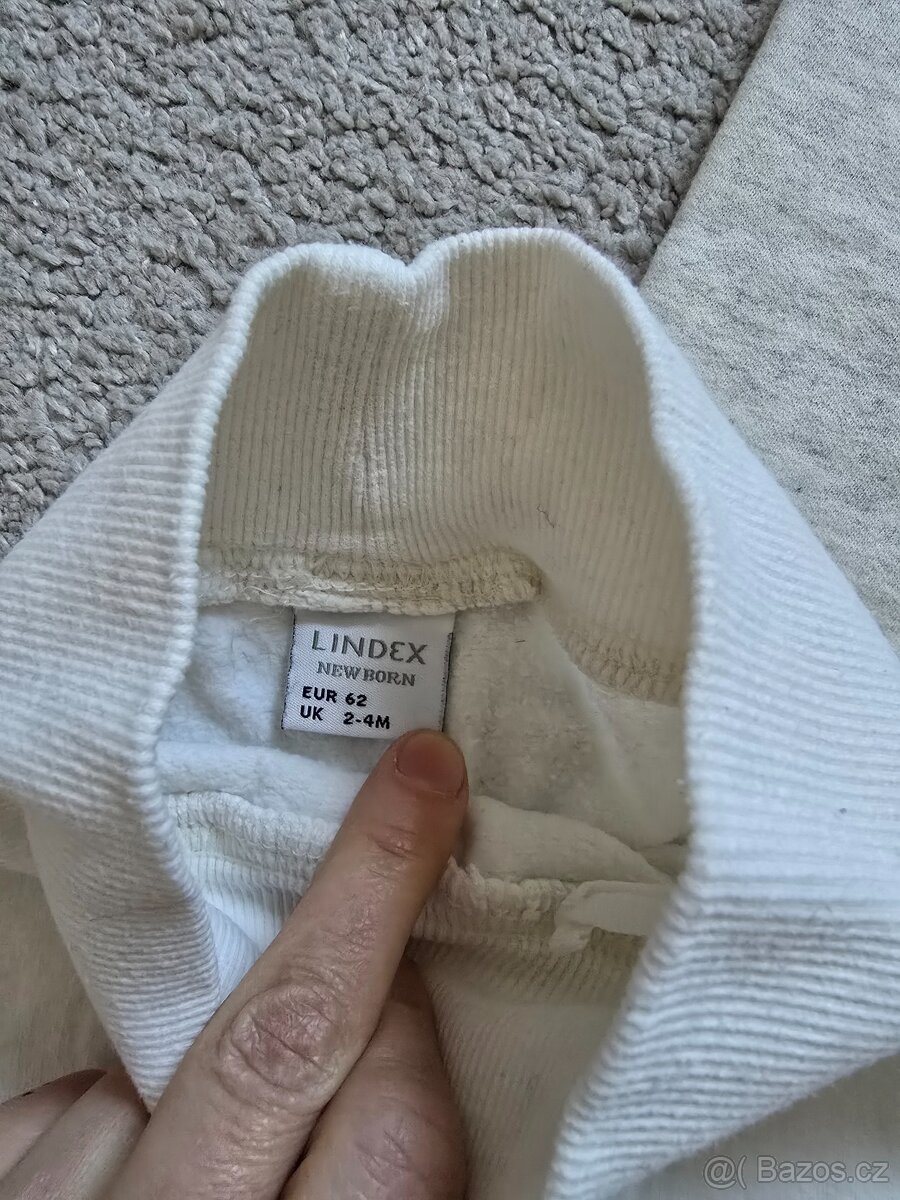 LINDEX
NEWBORN
EUR 62
UK 2-4M
@( Bazos.cz